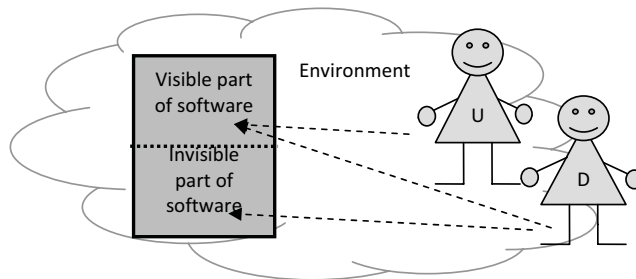 Visible part
of software
Environment
Invisible
part of
software
U
D